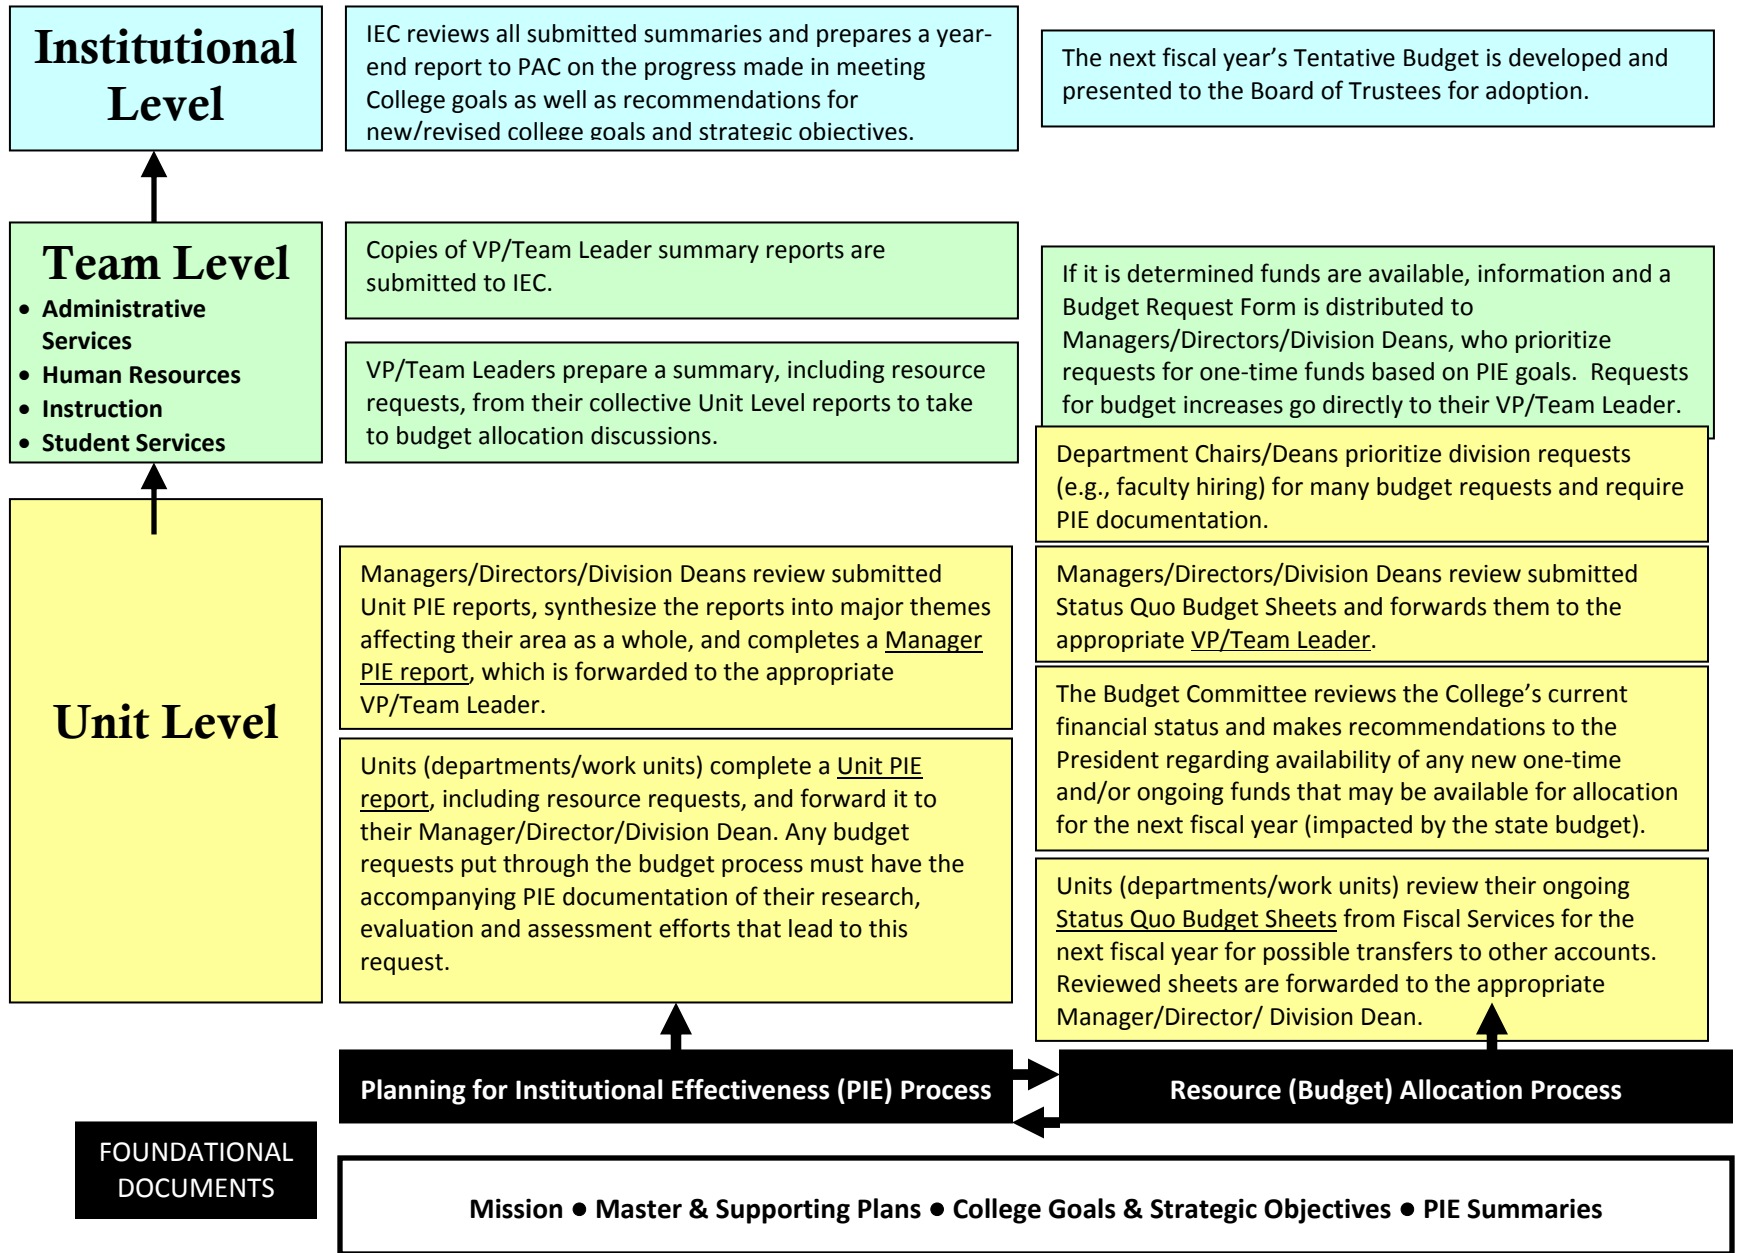 Institutional
Level
IEC reviews all submitted summaries and prepares a year-
end report to PAC on the progress made in meeting
College goals as well as recommendations for
new/revised college goals and strategic objectives.
The next fiscal year’s Tentative Budget is developed and
presented to the Board of Trustees for adoption.
Team Level
• Administrative
Services
• Human Resources
• Instruction
• Student Services
Copies of VP/Team Leader summary reports are
submitted to IEC.
VP/Team Leaders prepare a summary, including resource
requests, from their collective Unit Level reports to take
to budget allocation discussions.
If it is determined funds are available, information and a
Budget Request Form is distributed to
Managers/Directors/Division Deans, who prioritize
requests for one-time funds based on PIE goals.  Requests
for budget increases go directly to their VP/Team Leader.
Department Chairs/Deans prioritize division requests
(e.g., faculty hiring) for many budget requests and require
PIE documentation.
Unit Level
Managers/Directors/Division Deans review submitted
Unit PIE reports, synthesize the reports into major themes
affecting their area as a whole, and completes a Manager
PIE report, which is forwarded to the appropriate
VP/Team Leader.
Managers/Directors/Division Deans review submitted
Status Quo Budget Sheets and forwards them to the
appropriate VP/Team Leader.
The Budget Committee reviews the College’s current
financial status and makes recommendations to the
President regarding availability of any new one-time
and/or ongoing funds that may be available for allocation
for the next fiscal year (impacted by the state budget).
Units (departments/work units) complete a Unit PIE
report, including resource requests, and forward it to
their Manager/Director/Division Dean. Any budget
requests put through the budget process must have the
accompanying PIE documentation of their research,
evaluation and assessment efforts that lead to this
request.
Units (departments/work units) review their ongoing
Status Quo Budget Sheets from Fiscal Services for the
next fiscal year for possible transfers to other accounts.
Reviewed sheets are forwarded to the appropriate
Manager/Director/ Division Dean.
Planning for Institutional Effectiveness (PIE) Process
Resource (Budget) Allocation Process
FOUNDATIONAL
DOCUMENTS
Mission ● Master & Supporting Plans ● College Goals & Strategic Objectives ● PIE Summaries